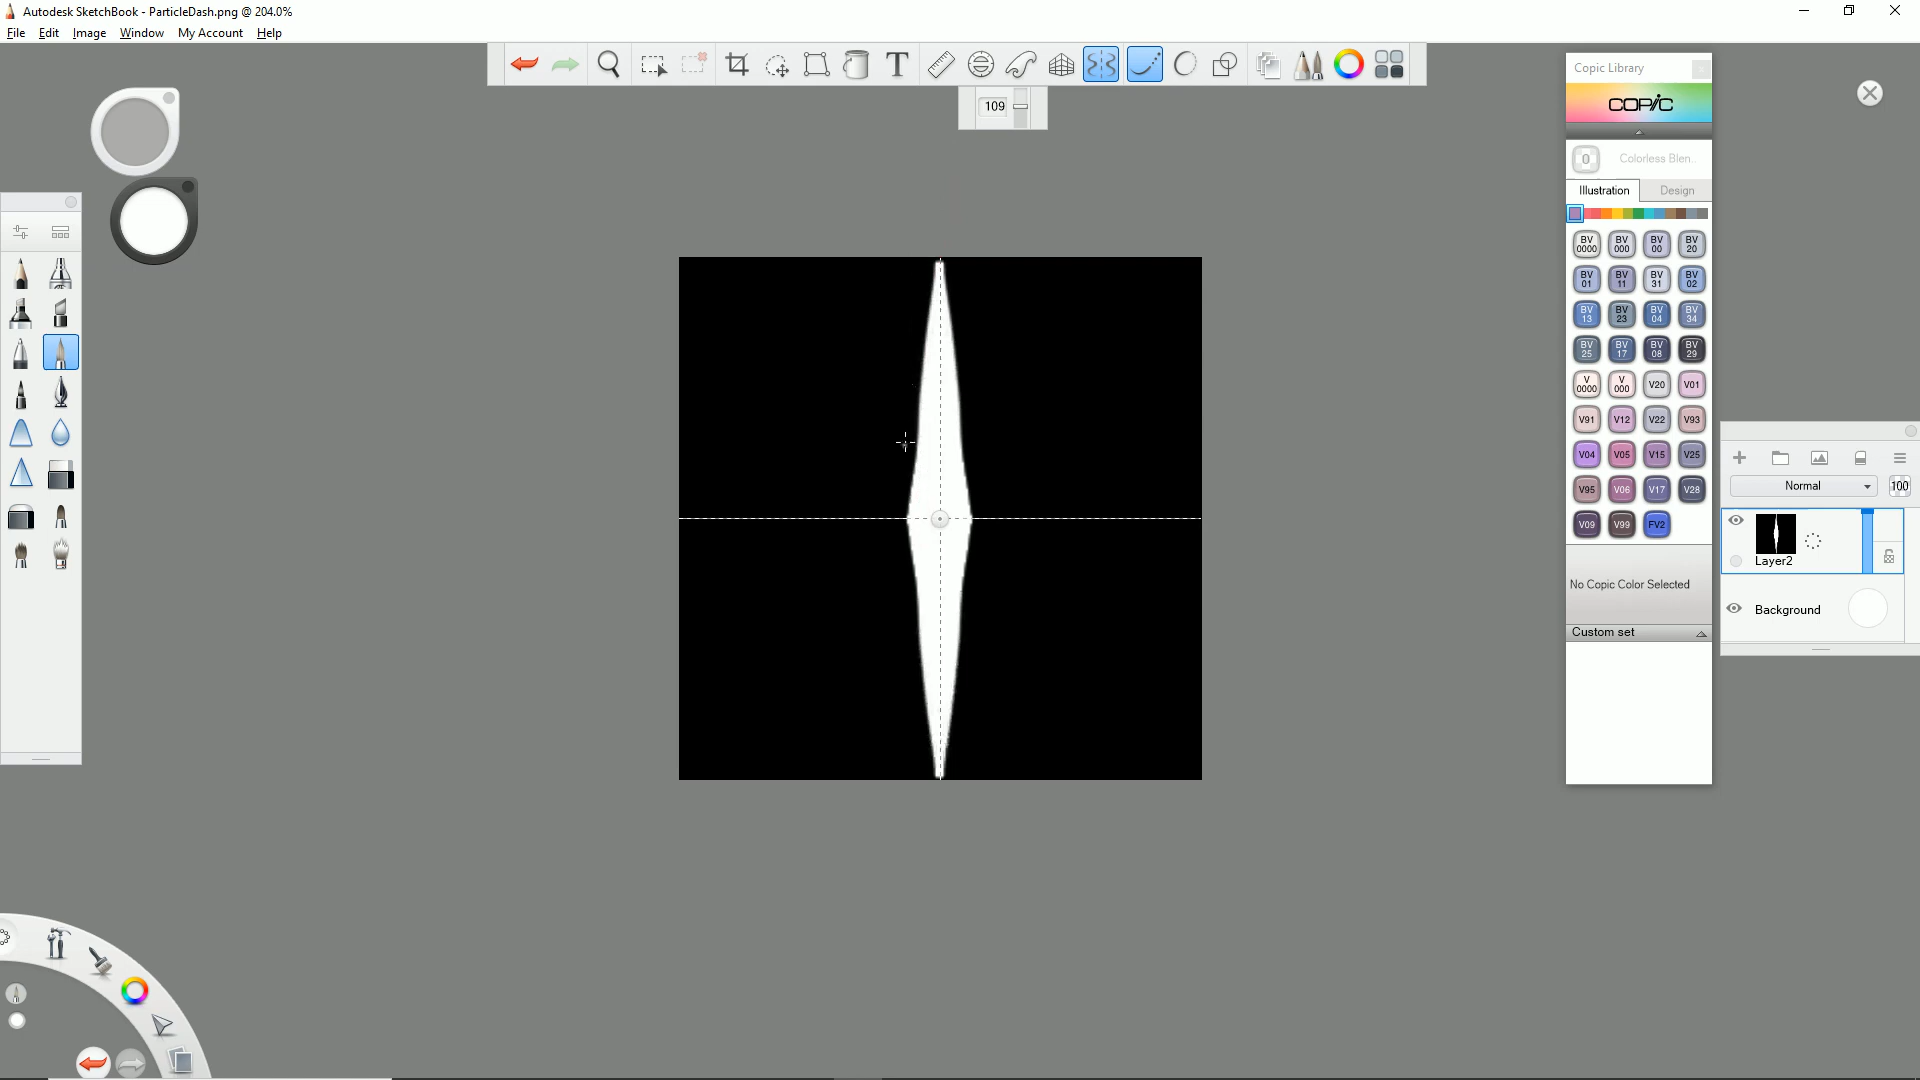 Autodesk SketchBook - ParticleDash.png @ 204.0%
File Edit Image Window My Account Help
T
109
Copic Library
COPIC
0 Colorless Blen..
Illustration Design
BV 0000 BV 000 BV 00 BV 20
BV 01 BV 11 BV 31 BV 02
BV 13 BV 23 BV 04 BV 34
BV 25 BV 17 BV 08 BV 29
V 0000 V 000 V20 V01
V91 V12 V22 V93
V04 V05 V15 V25
V95 V06 V17 V28
V09 V99 FV2
No Copic Color Selected
Custom set
Normal 100
Layer2
Background